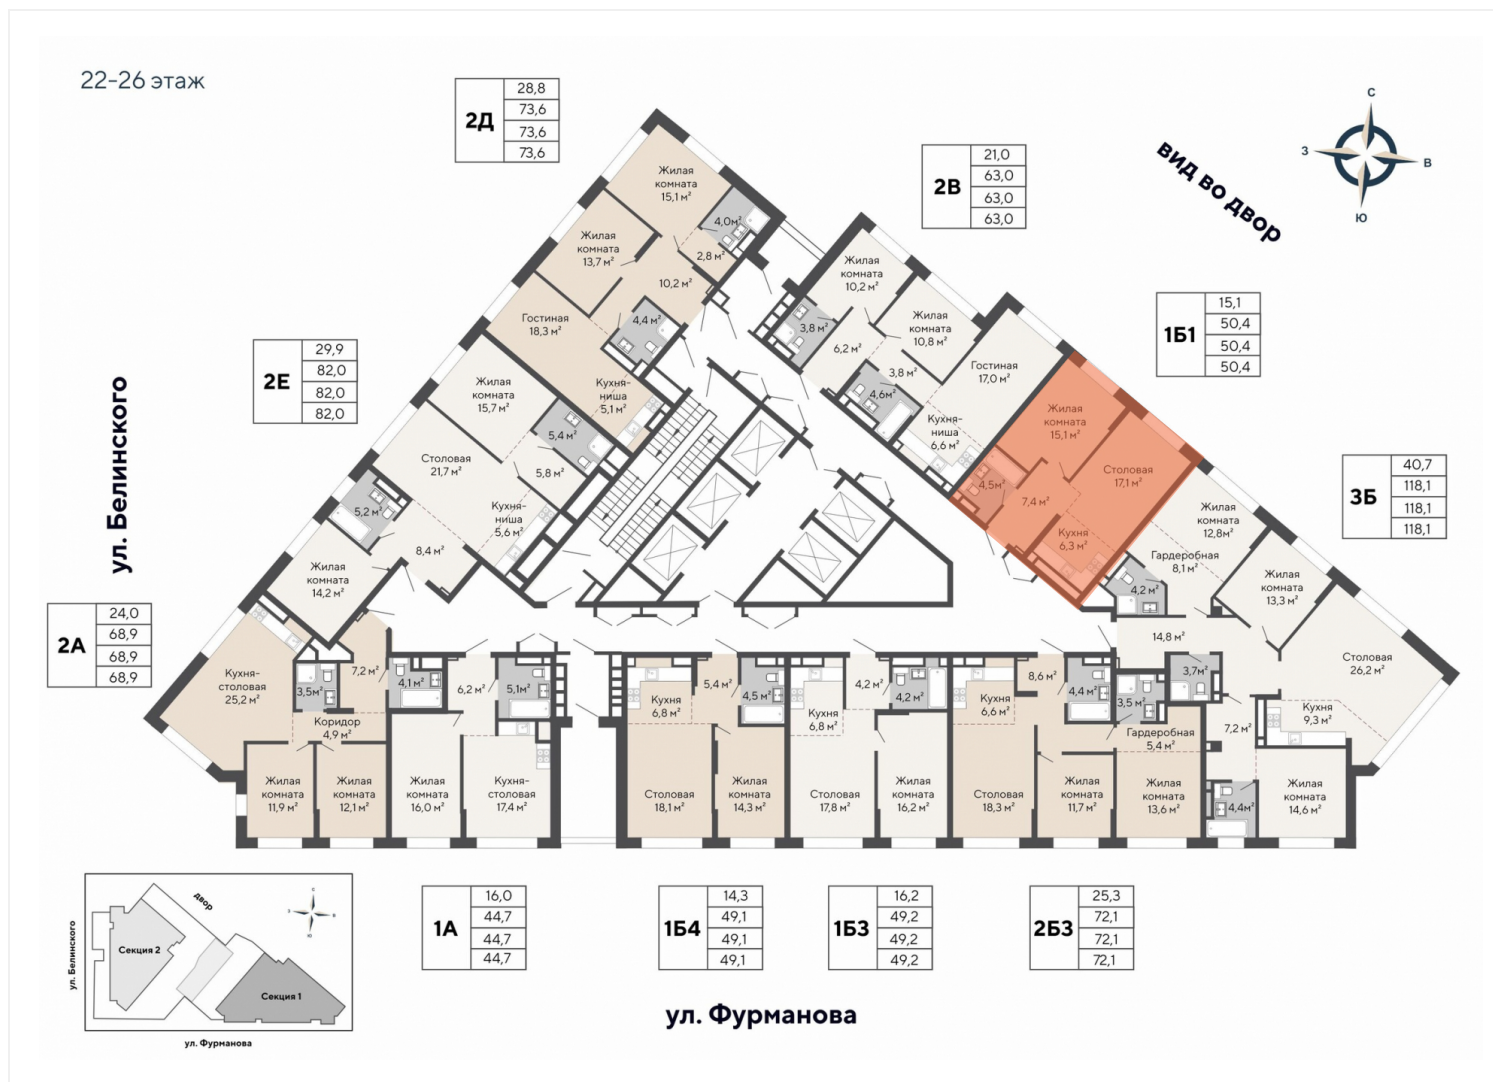 22-26 этаж
2Д
28,8
73,6
73,6
73,6
С
З
В
Ю
вид во двор
2В
21,0
63,0
63,0
63,0
Жилая
комната
15,1 м²
4,0м²
2,8 м²
Жилая
комната
13,7 м²
10,2 м²
Гостиная
18,3 м²
4,4 м²
Кухня-
ниша
5,1 м²
Жилая
комната
10,2 м²
3,8 м²
6,2 м²
Жилая
комната
10,8 м²
3,8 м²
4,6м²
Гостиная
17,0 м²
Кухня-
ниша
6,6 м²
1Б1
15,1
50,4
50,4
50,4
2Е
29,9
82,0
82,0
82,0
Жилая
комната
15,7 м²
5,4 м²
5,8 м²
Столовая
21,7 м²
Кухня-
ниша
5,6 м²
5,2 м²
8,4 м²
Жилая
комната
14,2 м²
Жилая
комната
15,1 м²
Столовая
17,1 м²
4,5м²
7,4 м²
Кухня
6,3 м²
3Б
40,7
118,1
118,1
118,1
Жилая
комната
12,8м²
Гардеробная
8,1 м²
4,2 м²
Жилая
комната
13,3 м²
14,8 м²
3,7м²
Столовая
26,2 м²
Кухня
9,3 м²
7,2 м²
4,4м²
Жилая
комната
14,6 м²
ул. Белинского
2А
24,0
68,9
68,9
68,9
Кухня-
столовая
25,2 м²
3,5м²
7,2 м²
Коридор
4,9 м²
Жилая
комната
11,9 м²
Жилая
комната
12,1 м²
4,1 м²
6,2 м²
5,1м²
Жилая
комната
16,0 м²
Кухня-
столовая
17,4 м²
Кухня
6,8 м²
5,4 м²
4,5 м²
Столовая
18,1 м²
Жилая
комната
14,3 м²
Кухня
6,8 м²
4,2 м²
4,2 м²
Столовая
17,8 м²
Жилая
комната
16,2 м²
Кухня
6,6 м²
8,6 м²
4,4 м²
3,5 м²
Гардеробная
5,4 м²
Столовая
18,3 м²
Жилая
комната
11,7 м²
Жилая
комната
13,6 м²
1А
16,0
44,7
44,7
44,7
1Б4
14,3
49,1
49,1
49,1
1Б3
16,2
49,2
49,2
49,2
2Б3
25,3
72,1
72,1
72,1
ул. Фурманова
двор
С
З
В
Ю
ул. Белинского
Секция 2
Секция 1
ул. Фурманова